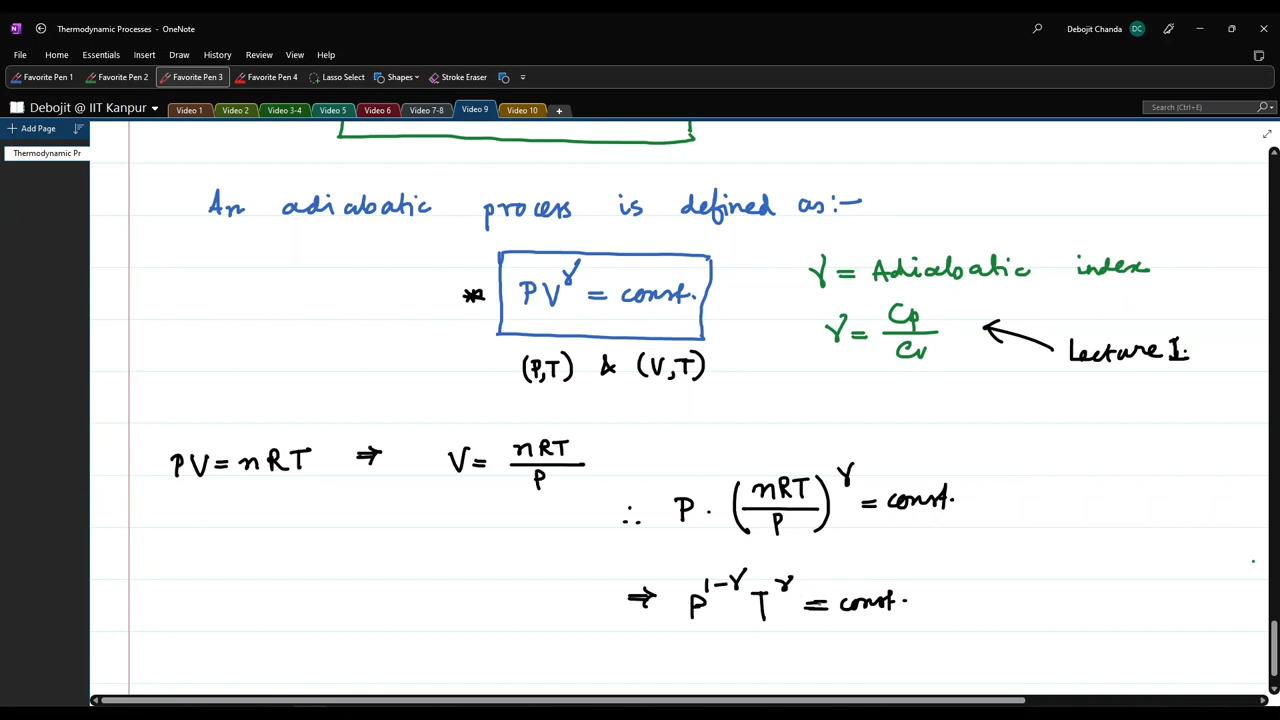 Thermodynamic Processes - OneNote
Debojit Chanda DC
File Home Essentials Insert Draw History Review View Help
Favorite Pen 1 Favorite Pen 2 Favorite Pen 3 Favorite Pen 4 Lasso Select Shapes Stroke Eraser
Debojit @ IIT Kanpur Video 1 Video 2 Video 3-4 Video 5 Video 6 Video 7-8 Video 9 Video 10 + Search (Ctrl+E)
+ Add Page
Thermodynamic Pr
An adiabatic process is defined as:-
* PV^γ = const.
γ = Adiabatic index
γ = Cp/Cv
Lecture I.
(P,T) & (V,T)
PV = nRT ⇒ V = nRT/P
∴ P · (nRT/P)^γ = const.
⇒ P^1-γ T^γ = const.